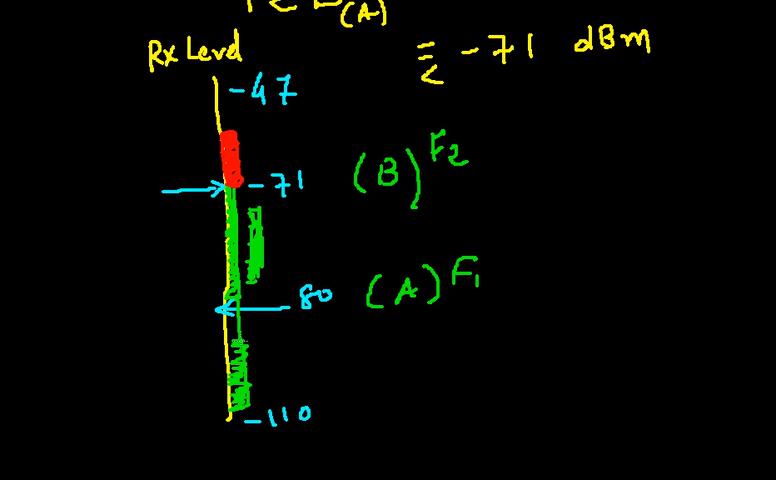 (A)
Rx Level
≤ -71 dBm
-47
-71
(B) F2
80
(A) F1
-110